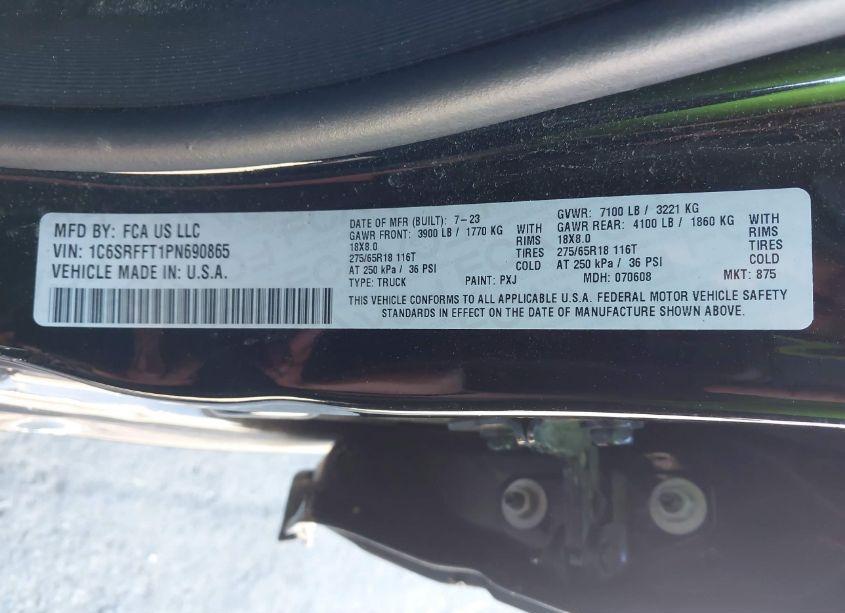 MFD BY: FCA US LLC
VIN: 1C6SRFFT1PN690865
VEHICLE MADE IN: U.S.A.
DATE OF MFR (BUILT): 7-23
GAWR FRONT: 3900 LB / 1770 KG WITH
18X8.0 RIMS
275/65R18 116T TIRES
AT 250 kPa / 36 PSI COLD
TYPE: TRUCK PAINT: PXJ
GVWR: 7100 LB / 3221 KG
GAWR REAR: 4100 LB / 1860 KG WITH
18X8.0 RIMS
275/65R18 116T TIRES
AT 250 kPa / 36 PSI COLD
MDH: 070608 MKT: 875
THIS VEHICLE CONFORMS TO ALL APPLICABLE U.S.A. FEDERAL MOTOR VEHICLE SAFETY
STANDARDS IN EFFECT ON THE DATE OF MANUFACTURE SHOWN ABOVE.